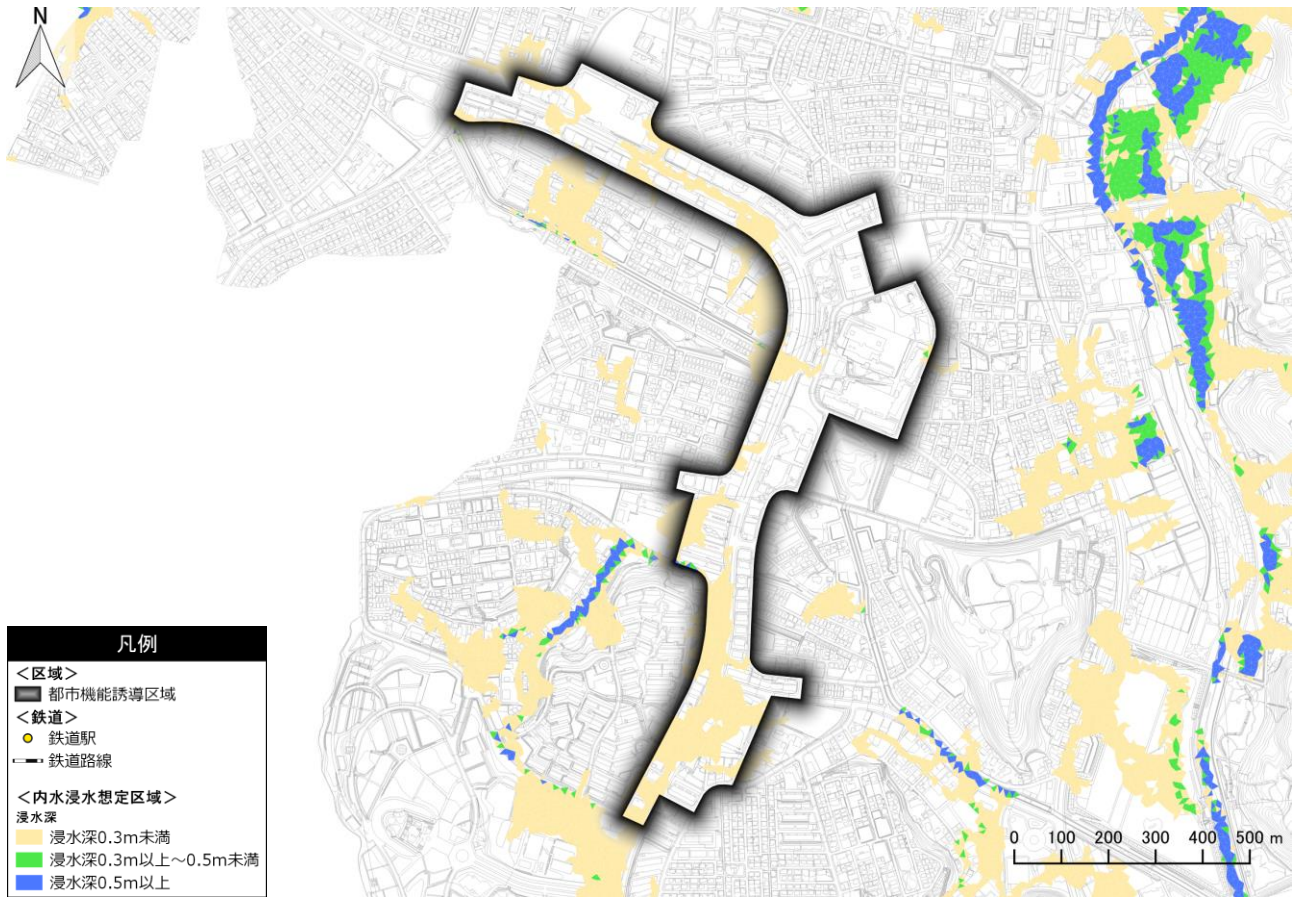 N
凡例
＜区域＞
都市機能誘導区域
＜鉄道＞
鉄道駅
鉄道路線
＜内水浸水想定区域＞
浸水深
浸水深0.3m未満
浸水深0.3m以上～0.5m未満
浸水深0.5m以上
0 100 200 300 400 500 m